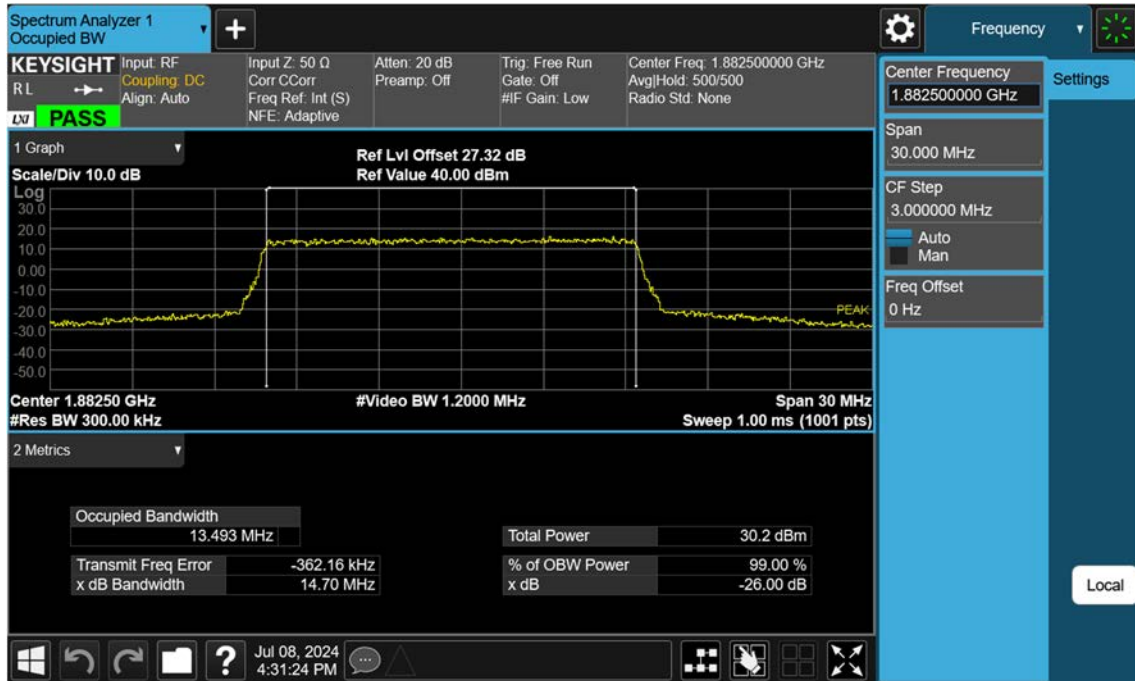 Spectrum Analyzer 1
Occupied BW
+
Frequency
KEYSIGHT
R L
LXI PASS
Input: RF
Coupling: DC
Align: Auto
Input Z: 50 Ω
Corr CCorr
Freq Ref: Int (S)
NFE: Adaptive
Atten: 20 dB
Preamp: Off
Trig: Free Run
Gate: Off
#IF Gain: Low
Center Freq: 1.882500000 GHz
Avg|Hold: 500/500
Radio Std: None
1 Graph
Scale/Div 10.0 dB
Ref Lvl Offset 27.32 dB
Ref Value 40.00 dBm
Log
30.0
20.0
10.0
0.00
-10.0
-20.0
-30.0
-40.0
-50.0
PEAK
Center 1.88250 GHz
#Video BW 1.2000 MHz
Span 30 MHz
#Res BW 300.00 kHz
Sweep 1.00 ms (1001 pts)
2 Metrics
Occupied Bandwidth
13.493 MHz
Total Power 30.2 dBm
Transmit Freq Error -362.16 kHz
% of OBW Power 99.00 %
x dB Bandwidth 14.70 MHz
x dB -26.00 dB
Center Frequency
1.882500000 GHz
Settings
Span
30.000 MHz
CF Step
3.000000 MHz
Auto
Man
Freq Offset
0 Hz
Local
?
Jul 08, 2024
4:31:24 PM